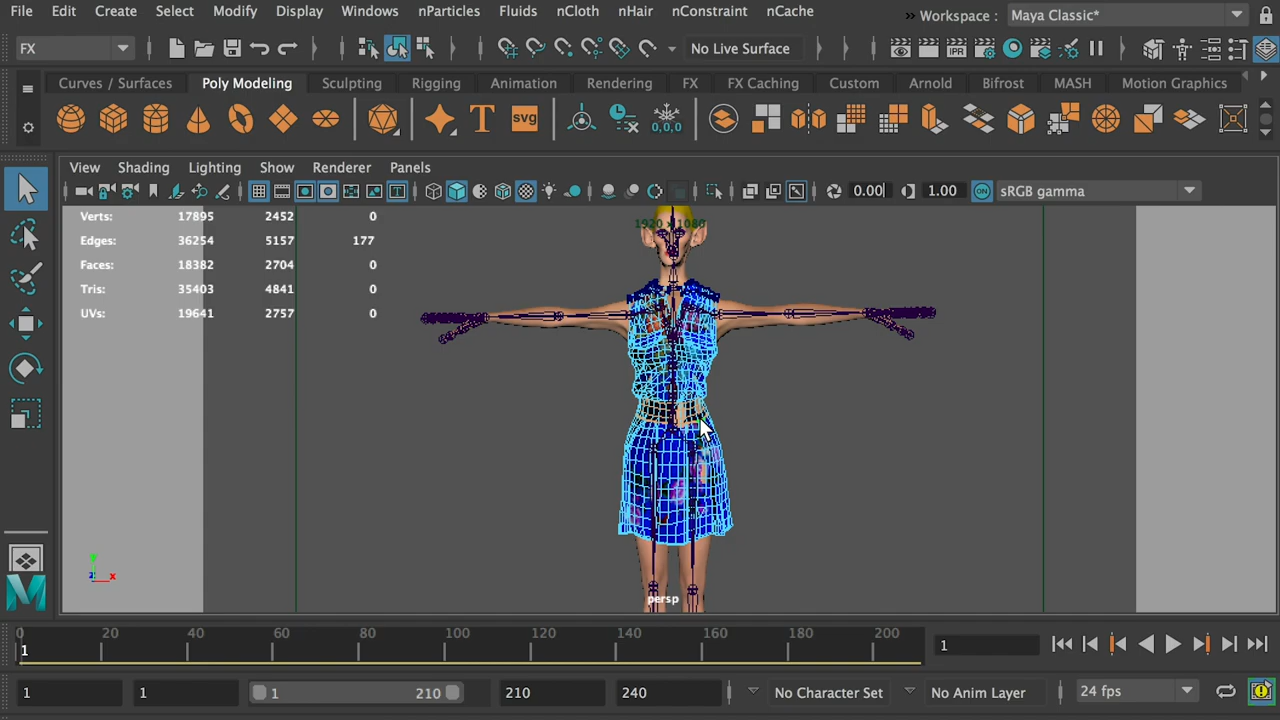 File Edit Create Select Modify Display Windows nParticles Fluids nCloth nHair nConstraint nCache » Workspace : Maya Classic*
FX No Live Surface
Curves / Surfaces Poly Modeling Sculpting Rigging Animation Rendering FX FX Caching Custom Arnold Bifrost MASH Motion Graphics
T svg 0,0,0
View Shading Lighting Show Renderer Panels
IPR
0.00 1.00 ON sRGB gamma
Verts: 17895 2452 0
1920 x 1080
Edges: 36254 5157 177
Faces: 18382 2704 0
Tris: 35403 4841 0
UVs: 19641 2757 0
y
z x
persp
0 20 40 60 80 100 120 140 160 180 200
1 1
1 1 1 210 210 240 No Character Set No Anim Layer 24 fps